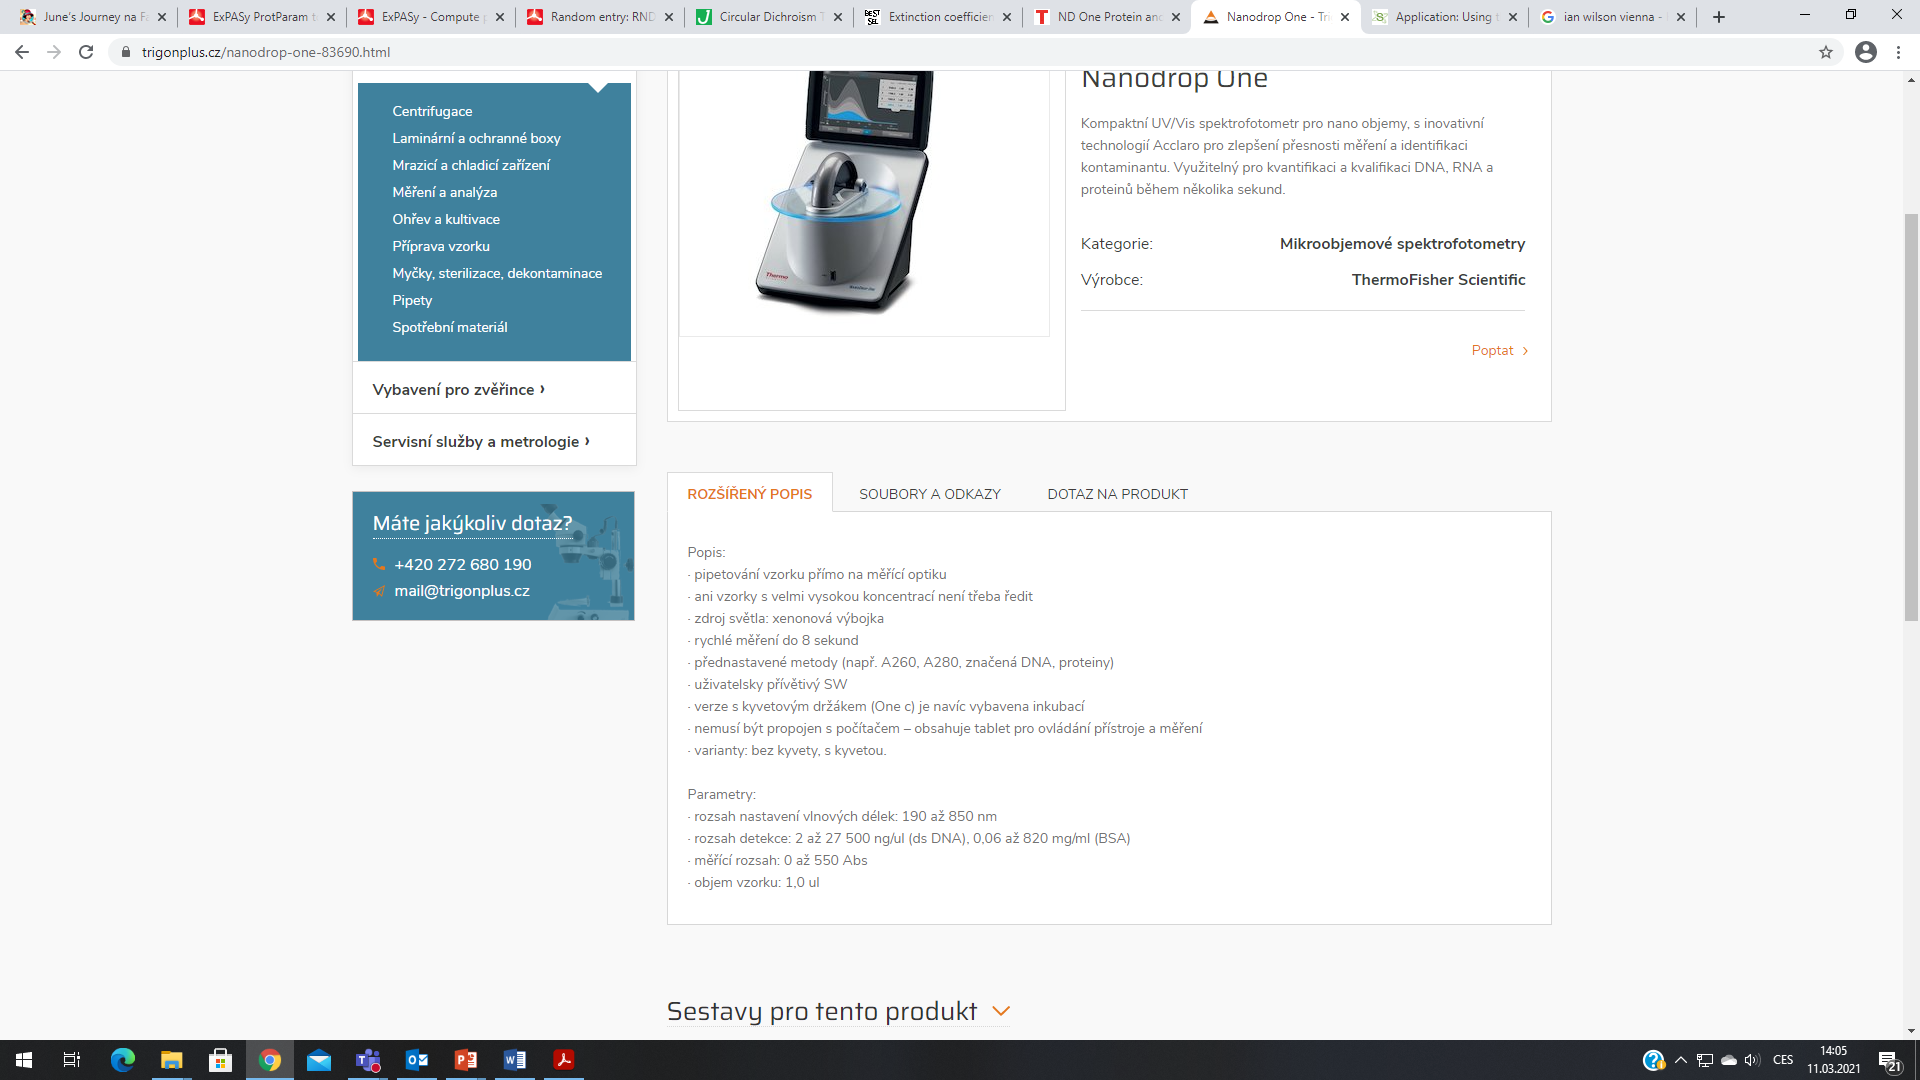 June's Journey na Fa
ExPASy ProtParam t
ExPASy - Compute p
Random entry: RND
Circular Dichroism T
Extinction coefficien
ND One Protein and
Nanodrop One - Tri
Application: Using t
ian wilson vienna -
trigonplus.cz/nanodrop-one-83690.html
Centrifugace
Laminární a ochranné boxy
Mrazicí a chladicí zařízení
Měření a analýza
Ohřev a kultivace
Příprava vzorku
Myčky, sterilizace, dekontaminace
Pipety
Spotřební materiál
Vybavení pro zvěřince ›
Servisní služby a metrologie ›
Máte jakýkoliv dotaz?
+420 272 680 190
mail@trigonplus.cz
Nanodrop One
Kompaktní UV/Vis spektrofotometr pro nano objemy, s inovativní
technologií Acclaro pro zlepšení přesnosti měření a identifikaci
kontaminantu. Využitelný pro kvantifikaci a kvalifikaci DNA, RNA a
proteinů během několika sekund.
Kategorie: Mikroobjemové spektrofotometry
Výrobce: ThermoFisher Scientific
Poptat ›
ROZŠÍŘENÝ POPIS
SOUBORY A ODKAZY
DOTAZ NA PRODUKT
Popis:
· pipetování vzorku přímo na měřící optiku
· ani vzorky s velmi vysokou koncentrací není třeba ředit
· zdroj světla: xenonová výbojka
· rychlé měření do 8 sekund
· přednastavené metody (např. A260, A280, značená DNA, proteiny)
· uživatelsky přívětivý SW
· verze s kyvetovým držákem (One c) je navíc vybavena inkubací
· nemusí být propojen s počítačem – obsahuje tablet pro ovládání přístroje a měření
· varianty: bez kyvety, s kyvetou.
Parametry:
· rozsah nastavení vlnových délek: 190 až 850 nm
· rozsah detekce: 2 až 27 500 ng/ul (ds DNA), 0,06 až 820 mg/ml (BSA)
· měřící rozsah: 0 až 550 Abs
· objem vzorku: 1,0 ul
Sestavy pro tento produkt
CES
14:05
11.03.2021
21